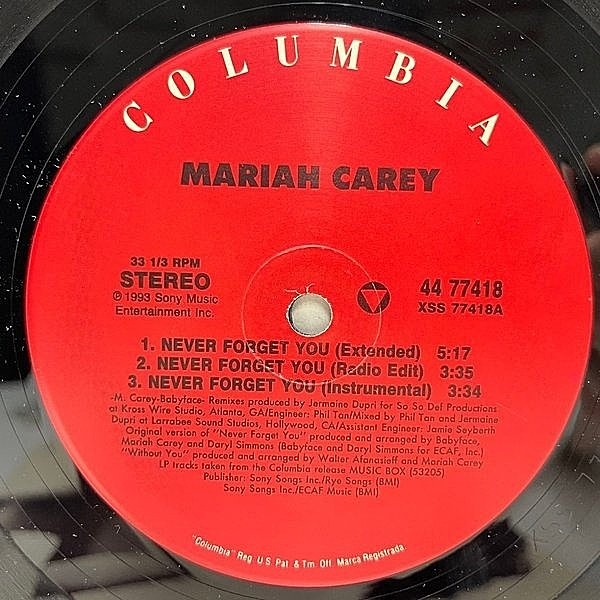 COLUMBIA
MARIAH CAREY
33 1/3 RPM
STEREO
℗ 1993 Sony Music
Entertainment Inc.
44 77418
XSS 77418A
1. NEVER FORGET YOU (Extended) 5:17
2. NEVER FORGET YOU (Radio Edit) 3:35
3. NEVER FORGET YOU (Instrumental) 3:34
-M. Carey-Babyface- Remixes produced by Jermaine Dupri for So So Def Productions
at Kross Wire Studio, Atlanta, GA/Engineer: Phil Tan/Mixed by Phil Tan and Jermaine
Dupri at Larrabee Sound Studios, Hollywood, CA/Assistant Engineer: Jamie Seyberth
Original version of "Never Forget You" produced and arranged by Babyface,
Mariah Carey and Daryl Simmons (Babyface and Daryl Simmons for ECAF, Inc.)
"Without You" produced and arranged by Walter Afanasieff and Mariah Carey
LP tracks taken from the Columbia release MUSIC BOX (53205)
Publisher: Sony Songs Inc./Rye Songs (BMI)
Sony Songs Inc./ECAF Music (BMI)
"Columbia" Reg. U.S. Pat. & Tm. Off. Marca Registrada